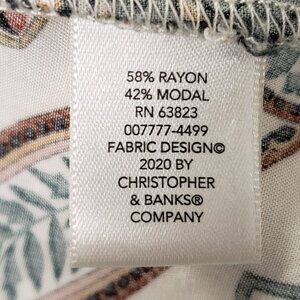 58% RAYON
42% MODAL
RN 63823
007777-4499
FABRIC DESIGN©
2020 BY
CHRISTOPHER
& BANKS®
COMPANY